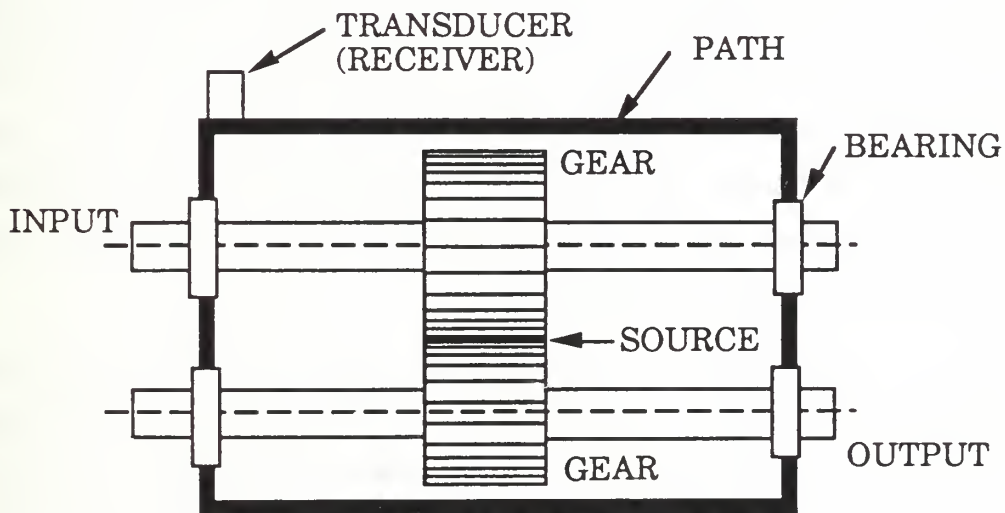 TRANSDUCER
(RECEIVER)
PATH
GEAR
BEARING
INPUT
SOURCE
GEAR
OUTPUT